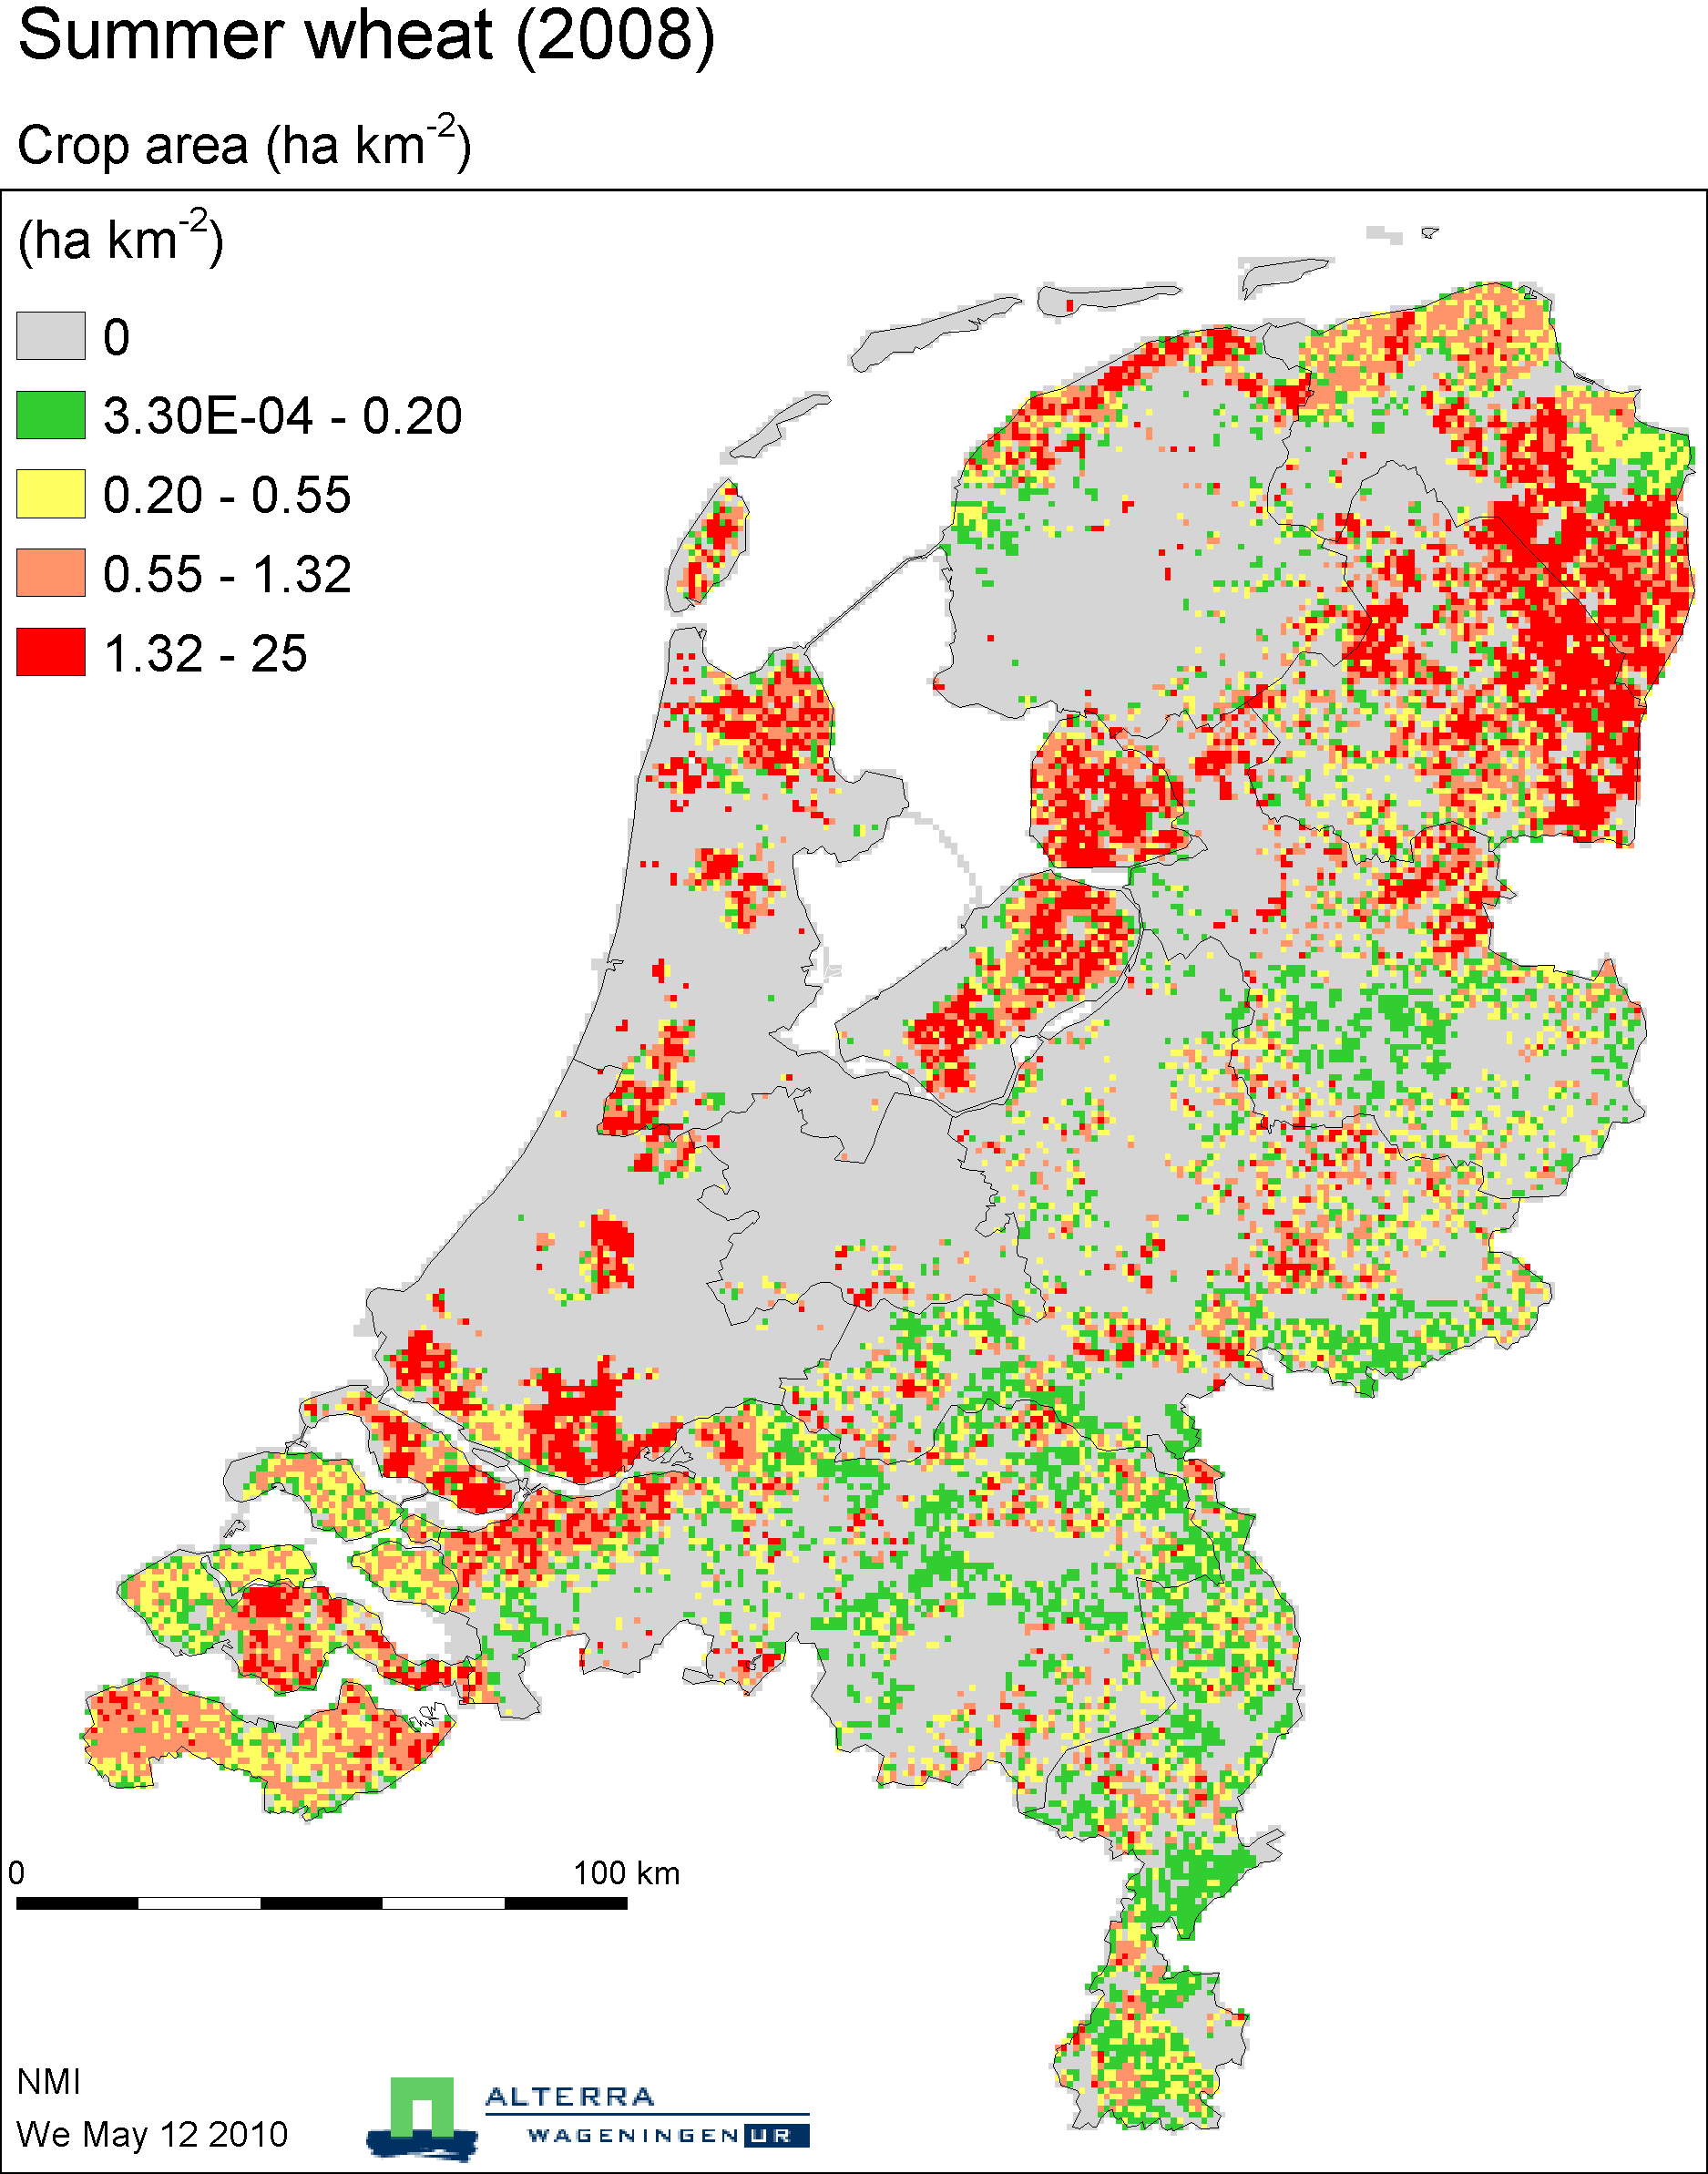 Summer wheat (2008)
Crop area (ha km-2)
(ha km-2)
0
3.30E-04 - 0.20
0.20 - 0.55
0.55 - 1.32
1.32 - 25
0 100 km
NMI
We May 12 2010
ALTERRA
WAGENINGEN UR